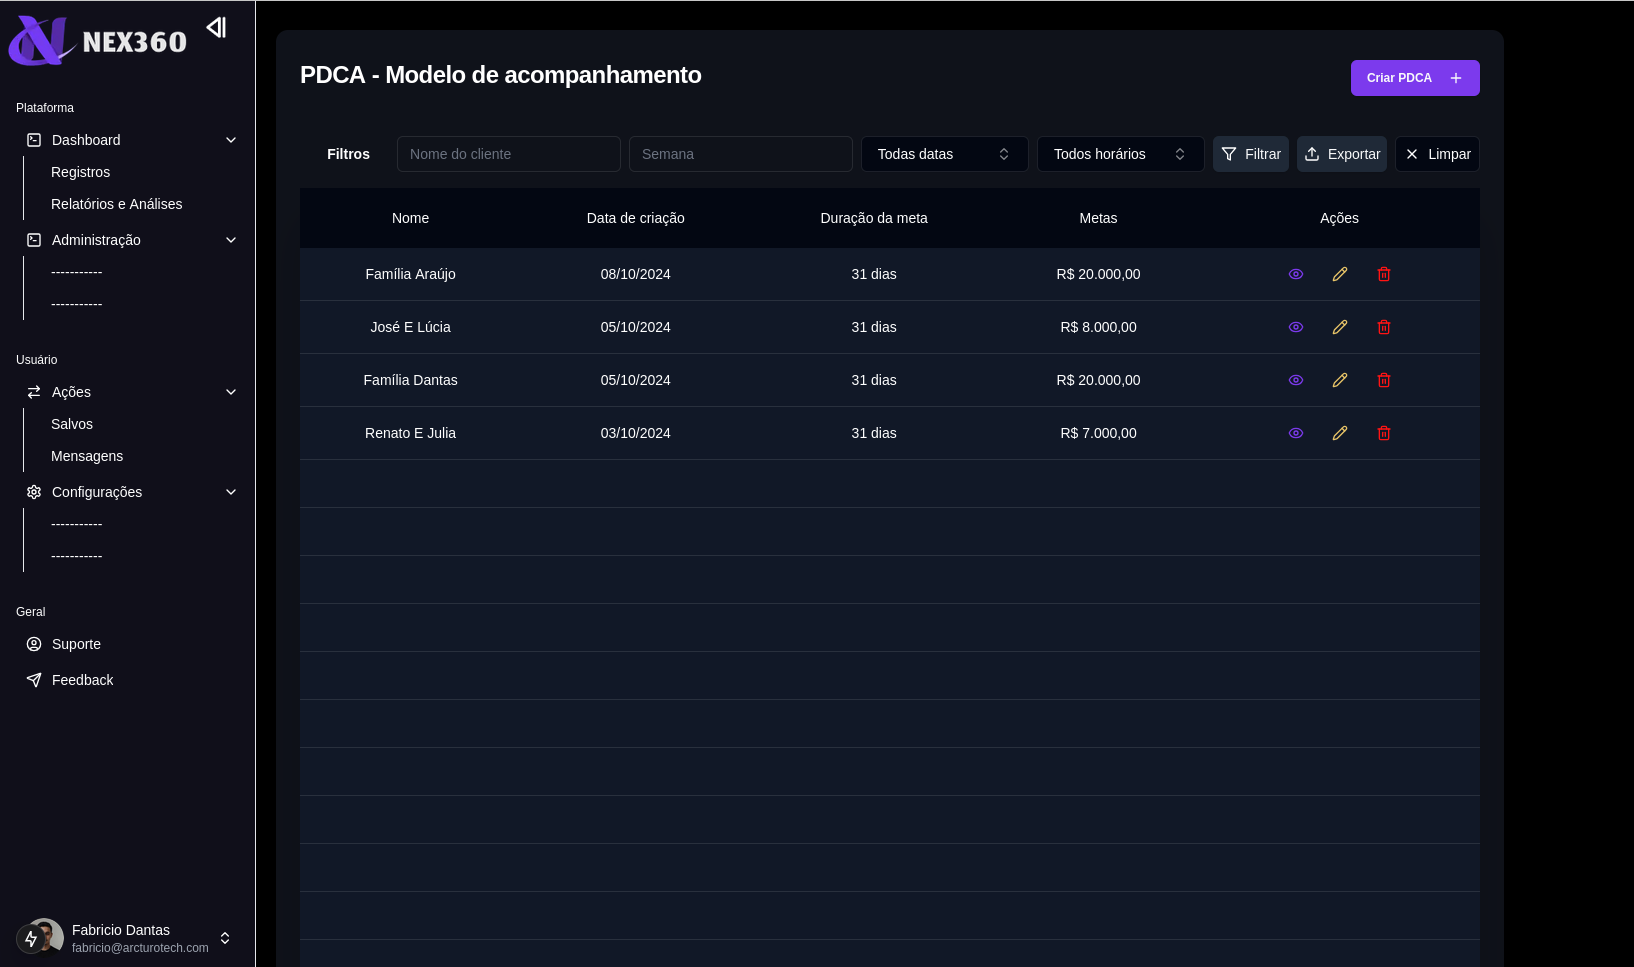 NEX360
Plataforma
Dashboard
Registros
Relatórios e Análises
Administração
-----------
-----------
Usuário
Ações
Salvos
Mensagens
Configurações
-----------
-----------
Geral
Suporte
Feedback
Fabricio Dantas
fabricio@arcturotech.com
PDCA - Modelo de acompanhamento
Criar PDCA
Filtros Nome do cliente Semana Todas datas Todos horários Filtrar Exportar Limpar
Nome Data de criação Duração da meta Metas Ações
Família Araújo 08/10/2024 31 dias R$ 20.000,00
José E Lúcia 05/10/2024 31 dias R$ 8.000,00
Família Dantas 05/10/2024 31 dias R$ 20.000,00
Renato E Julia 03/10/2024 31 dias R$ 7.000,00